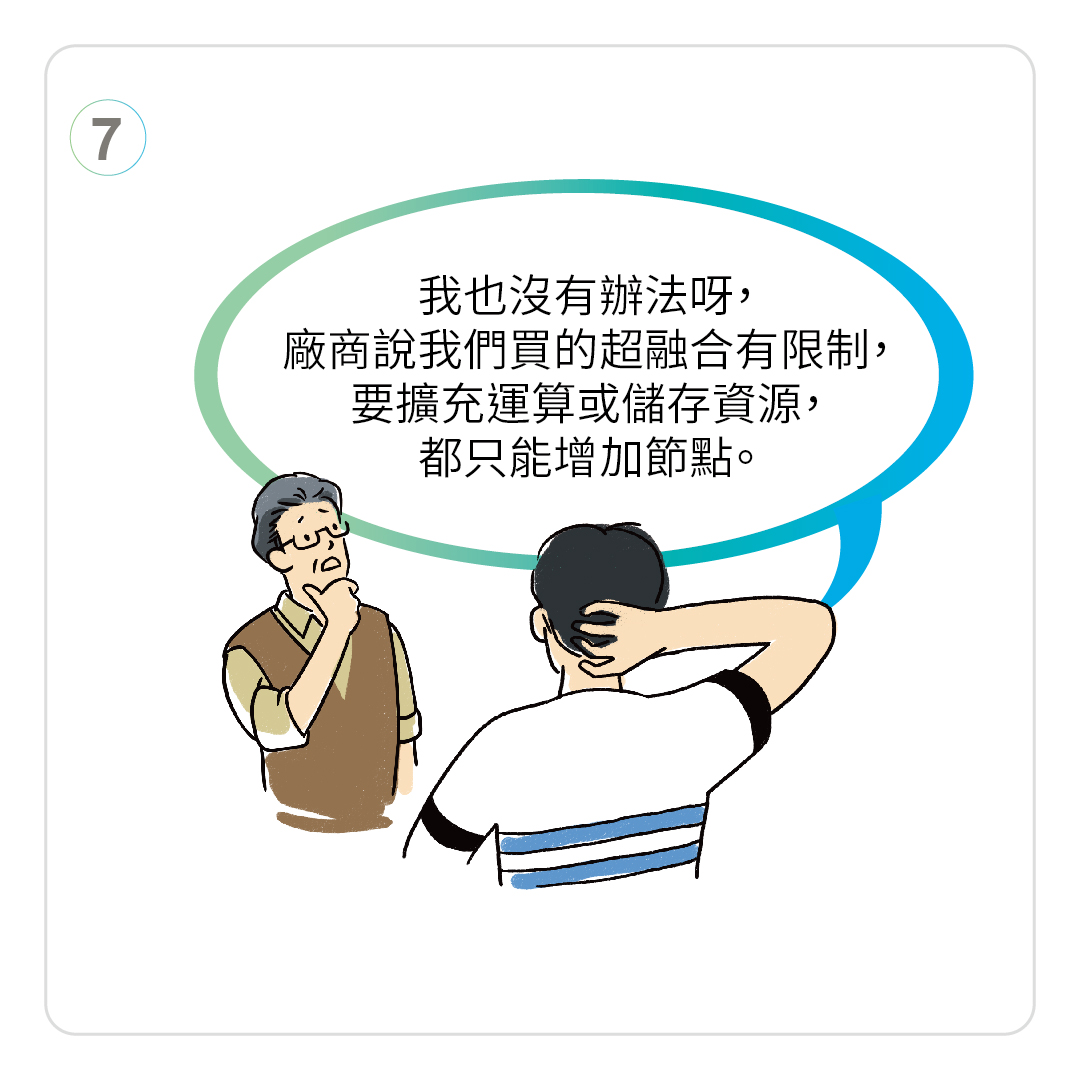 7
我也沒有辦法呀，
廠商說我們買的超融合有限制，
要擴充運算或儲存資源，
都只能增加節點。